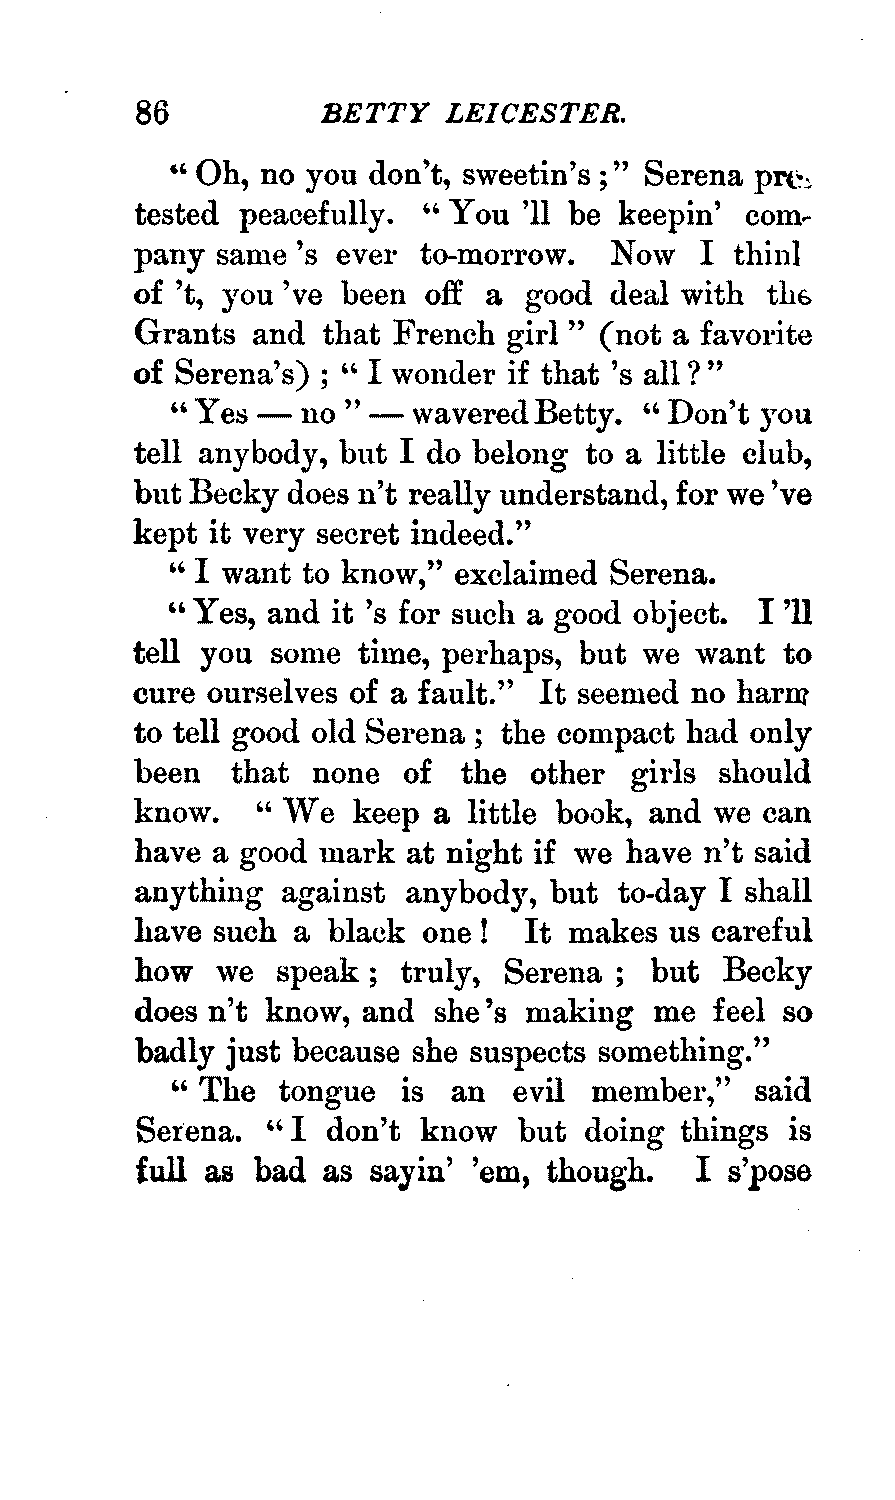 86 BETTY LEICESTER.
“ Oh, no you don’t, sweetin’s ;” Serena pro-
tested peacefully. “ You ’ll be keepin’ com-
pany same ’s ever to-morrow. Now I think
of ’t, you ’ve been off a good deal with the
Grants and that French girl ” (not a favorite
of Serena’s) ; “ I wonder if that ’s all ? ”
“ Yes — no ” — wavered Betty. “ Don’t you
tell anybody, but I do belong to a little club,
but Becky does n’t really understand, for we ’ve
kept it very secret indeed.”
“ I want to know,” exclaimed Serena.
“ Yes, and it ’s for such a good object. I ’ll
tell you some time, perhaps, but we want to
cure ourselves of a fault.” It seemed no harm
to tell good old Serena ; the compact had only
been that none of the other girls should
know. “ We keep a little book, and we can
have a good mark at night if we have n’t said
anything against anybody, but to-day I shall
have such a black one ! It makes us careful
how we speak ; truly, Serena ; but Becky
does n’t know, and she ’s making me feel so
badly just because she suspects something.”
“ The tongue is an evil member,” said
Serena. “ I don’t know but doing things is
full as bad as sayin’ ’em, though. I s’pose